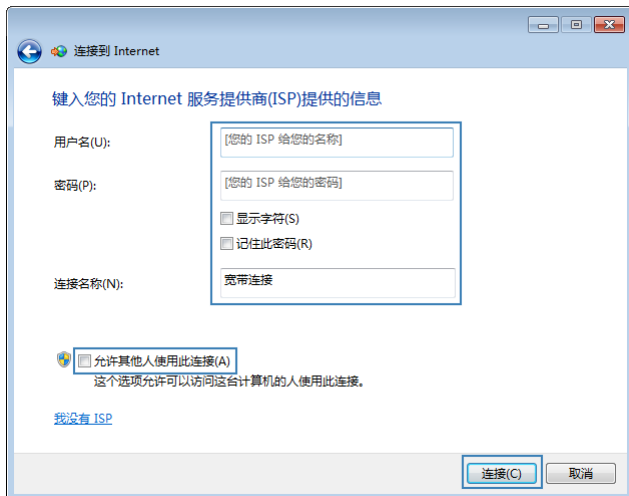 连接到 Internet
键入您的 Internet 服务提供商(ISP)提供的信息
用户名(U):
[您的 ISP 给您的名称]
密码(P):
[您的 ISP 给您的密码]
显示字符(S)
记住此密码(R)
连接名称(N):
宽带连接
允许其他人使用此连接(A)
这个选项允许可以访问这台计算机的人使用此连接。
我没有 ISP
连接(C)
取消